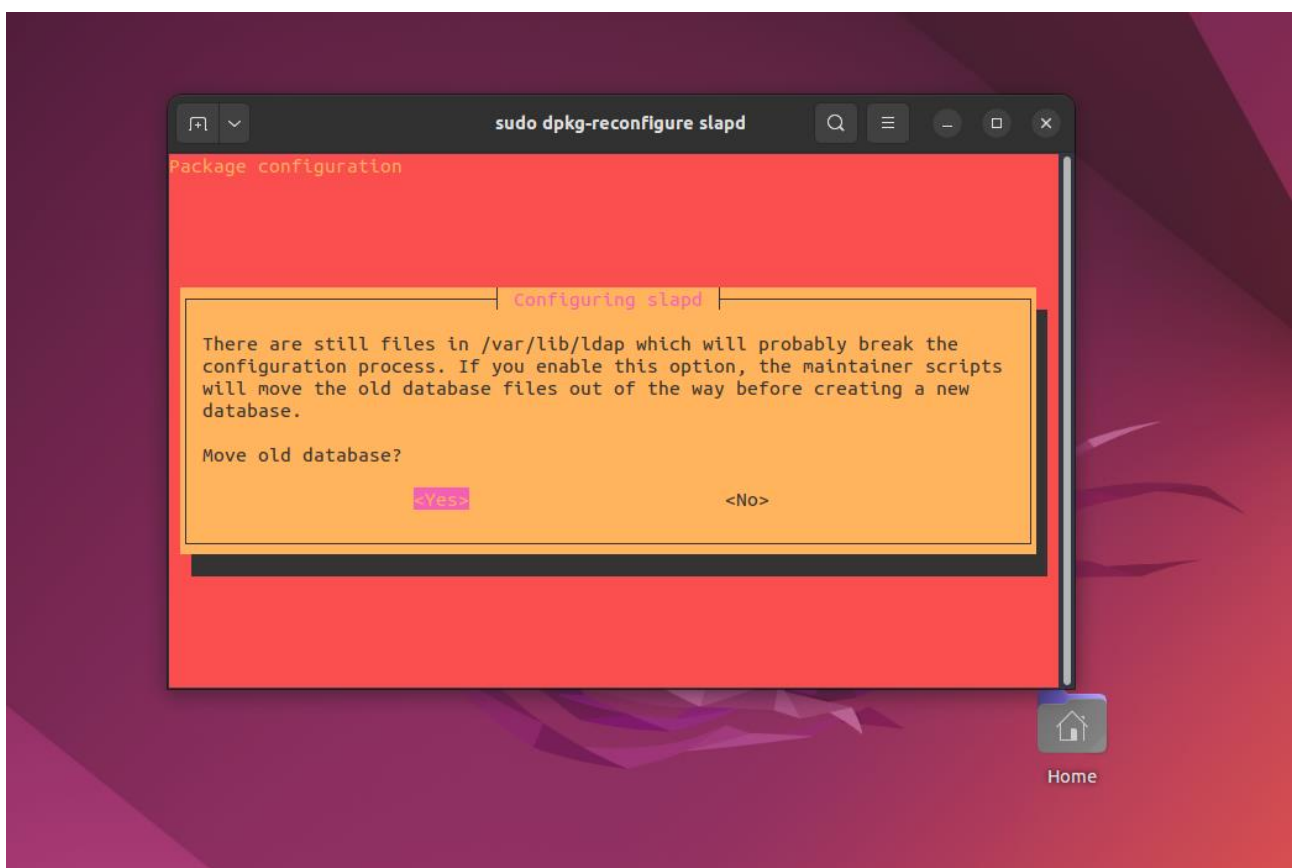 sudo dpkg-reconfigure slapd
Package configuration
Configuring slapd
There are still files in /var/lib/ldap which will probably break the
configuration process. If you enable this option, the maintainer scripts
will move the old database files out of the way before creating a new
database.
Move old database?
<Yes> <No>
Home